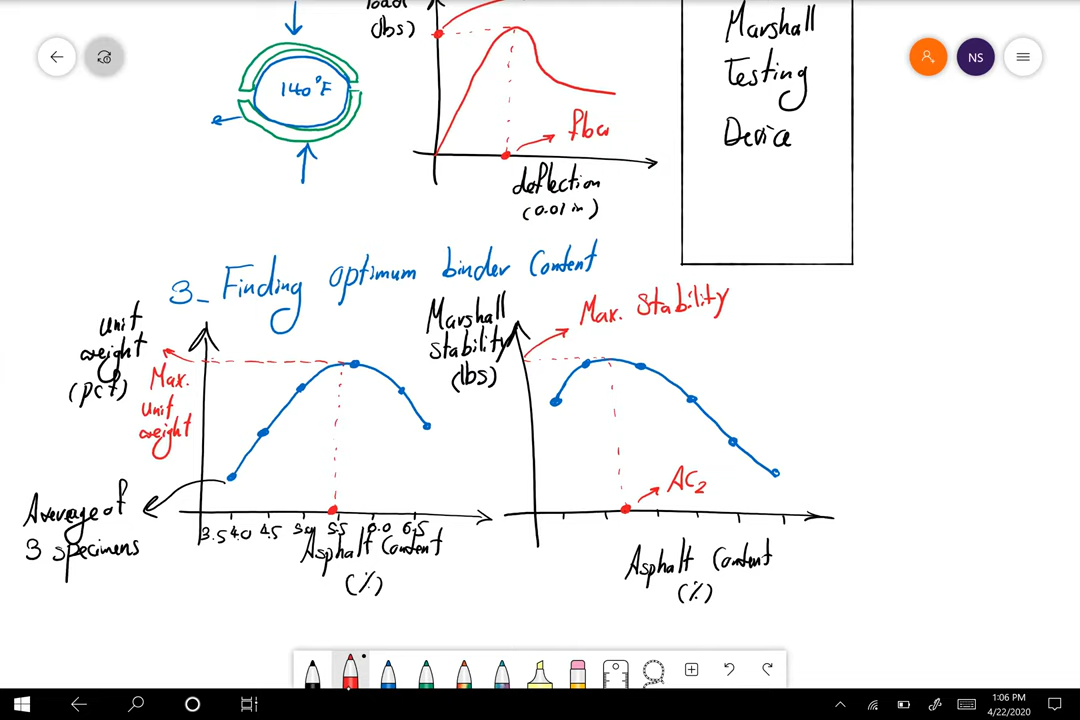 load
(lbs)
140°F
flow
deflection
(0.01 in)
Marshall
Testing
Device
NS
3_ Finding optimum binder Content
unit
weight
(pcf)
Max.
unit
weight
Average of
3 specimens
3.5 4.0 4.5 5.0 5.5 6.0 6.5
Asphalt Content
(%)
Marshall
stability
(lbs)
Max. Stability
AC2
Asphalt Content
(%)
1:06 PM
4/22/2020